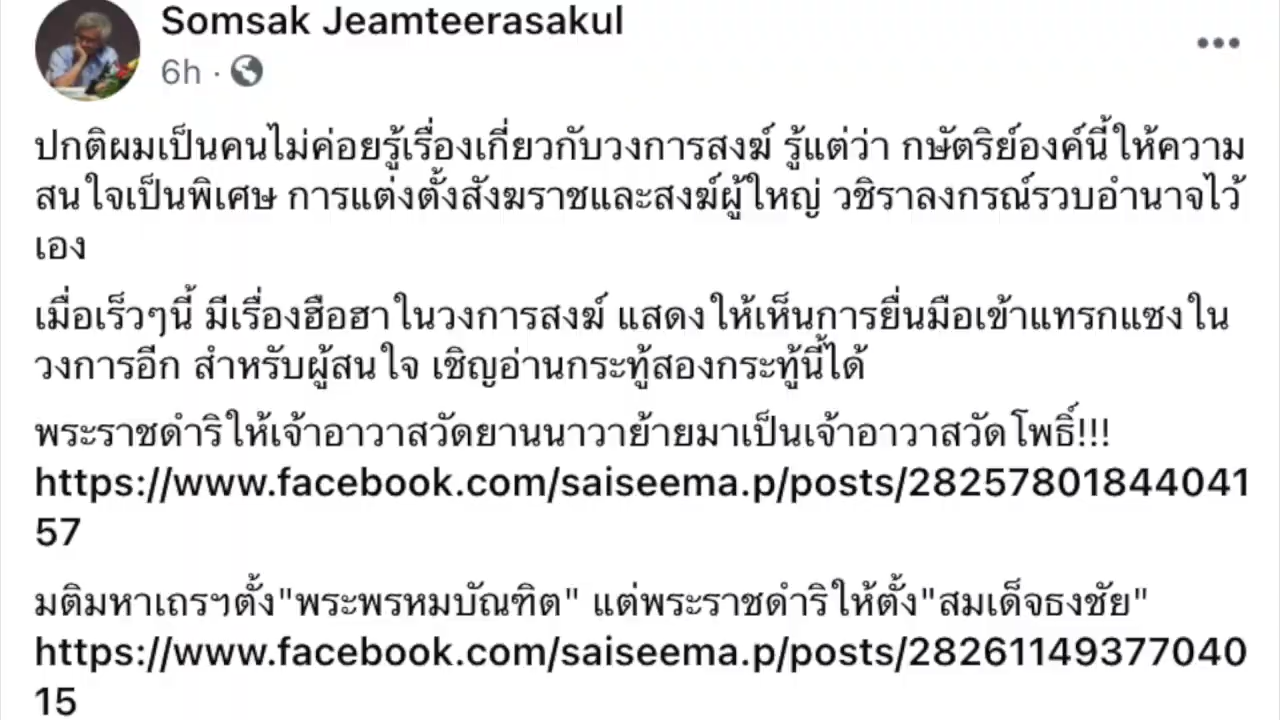 Somsak Jeamteerasakul
6h ·
ปกติผมเป็นคนไม่ค่อยรู้เรื่องเกี่ยวกับวงการสงฆ์ รู้แต่ว่า กษัตริย์องค์นี้ให้ความ
สนใจเป็นพิเศษ การแต่งตั้งสังฆราชและสงฆ์ผู้ใหญ่ วชิราลงกรณ์รวบอำนาจไว้
เอง
เมื่อเร็วๆนี้ มีเรื่องฮือฮาในวงการสงฆ์ แสดงให้เห็นการยื่นมือเข้าแทรกแซงใน
วงการอีก สำหรับผู้สนใจ เชิญอ่านกระทู้สองกระทู้นี้ได้
พระราชดำริให้เจ้าอาวาสวัดยานนาวาย้ายมาเป็นเจ้าอาวาสวัดโพธิ์!!!
https://www.facebook.com/saiseema.p/posts/28257801844041
57
มติมหาเถรฯตั้ง"พระพรหมบัณฑิต" แต่พระราชดำริให้ตั้ง"สมเด็จธงชัย"
https://www.facebook.com/saiseema.p/posts/28261149377040
15